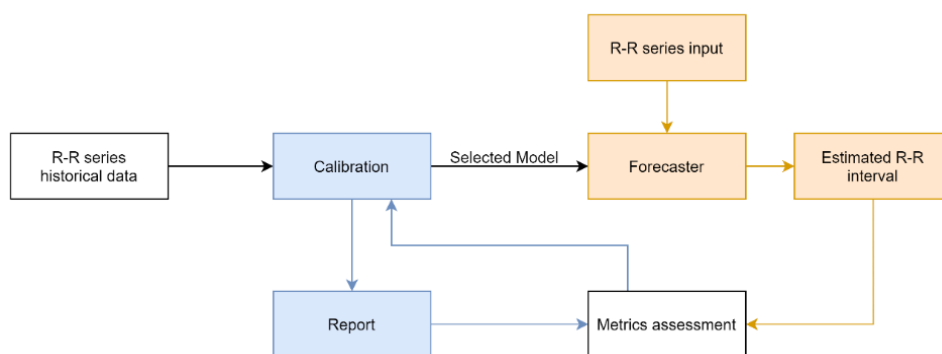 R-R series input
R-R series
historical data
Calibration
Selected Model
Forecaster
Estimated R-R
interval
Report
Metrics assessment